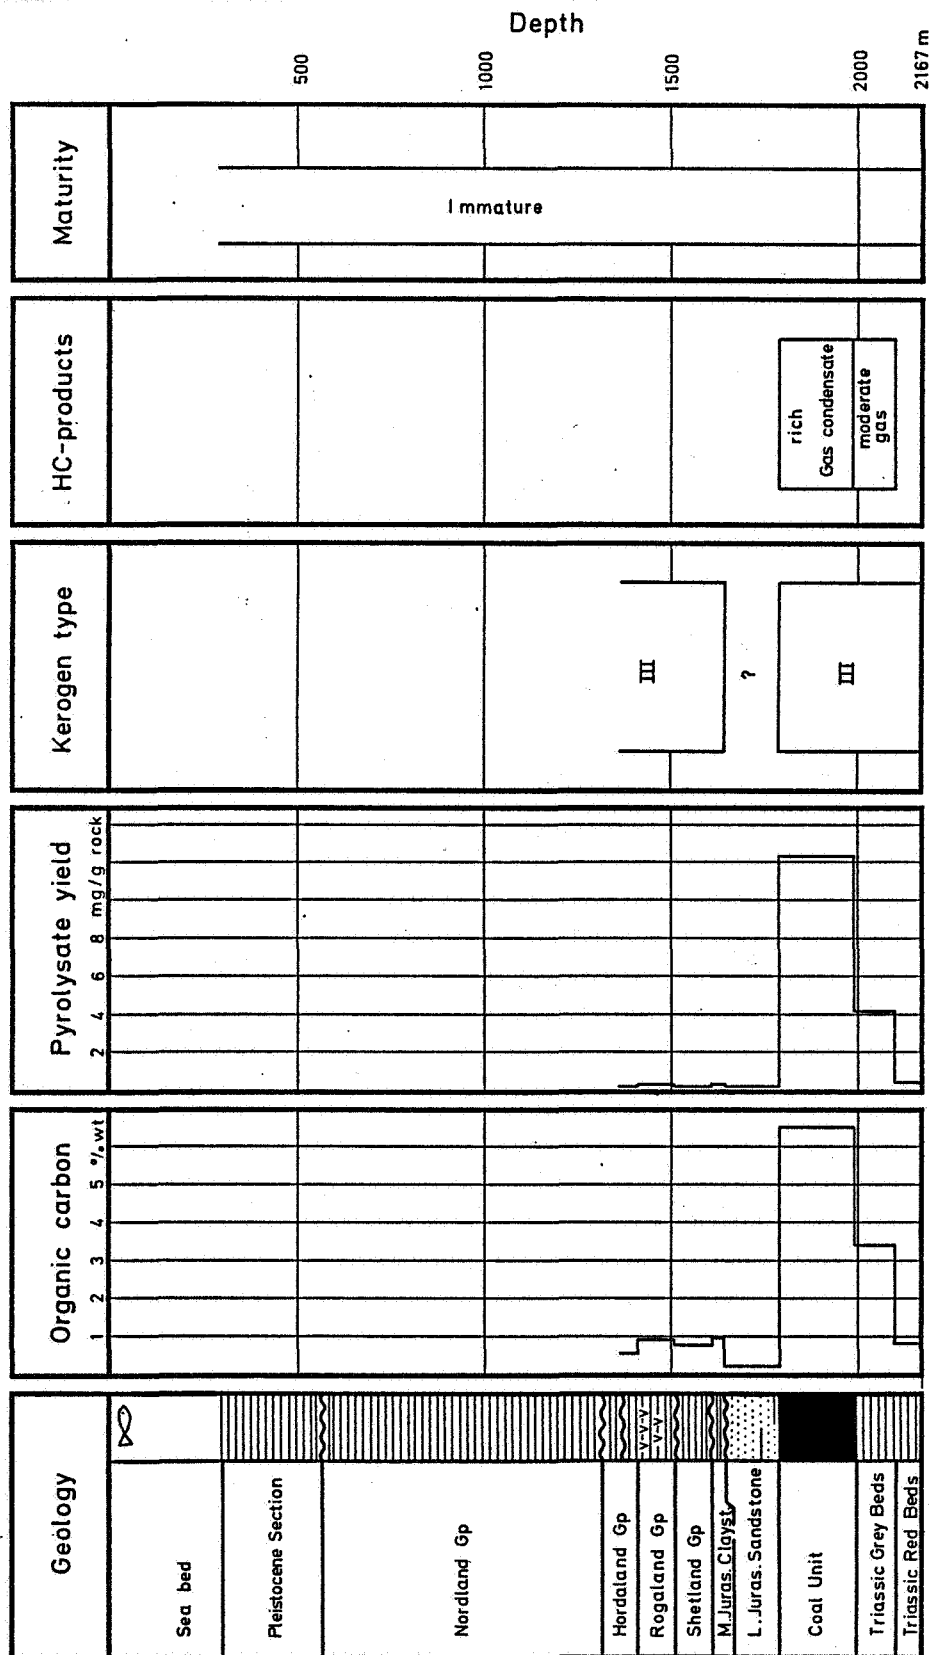 Depth
500
1000
1500
2000
2167 m
Maturity
Immature
HC-products
rich
Gas condensate
moderate
gas
Kerogen type
III
?
III
Pyrolysate yield
2 4 6 8 mg/g rock
Organic carbon
1 2 3 4 5 %.wt
Geology
Sea bed
Pleistocene Section
Nordland Gp
Hordaland Gp
Rogaland Gp
v-v-v
v-v
Shetland Gp
M.Juras.Clayst.
L.Juras.Sandstone
Coal Unit
Triassic Grey Beds
Triassic Red Beds